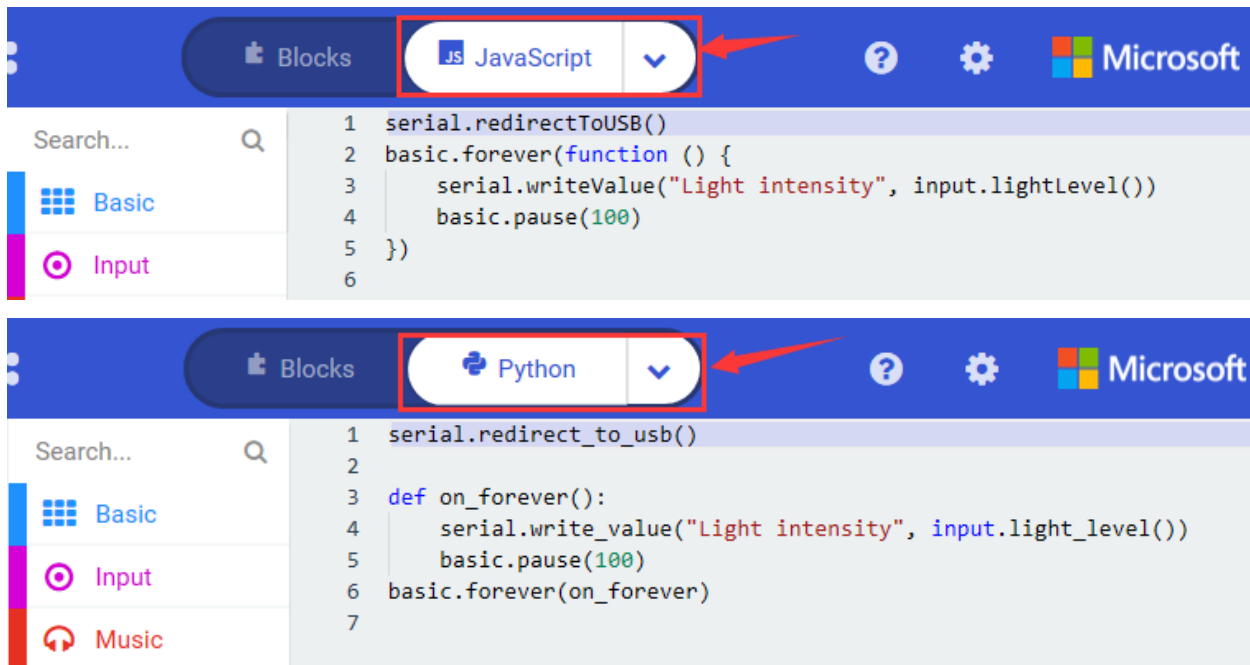 Blocks JS JavaScript Microsoft
Search...
Basic
Input
1 serial.redirectToUSB()
2 basic.forever(function () {
3 serial.writeValue("Light intensity", input.lightLevel())
4 basic.pause(100)
5 })
6
Blocks Python Microsoft
Search...
Basic
Input
Music
1 serial.redirect_to_usb()
2
3 def on_forever():
4 serial.write_value("Light intensity", input.light_level())
5 basic.pause(100)
6 basic.forever(on_forever)
7